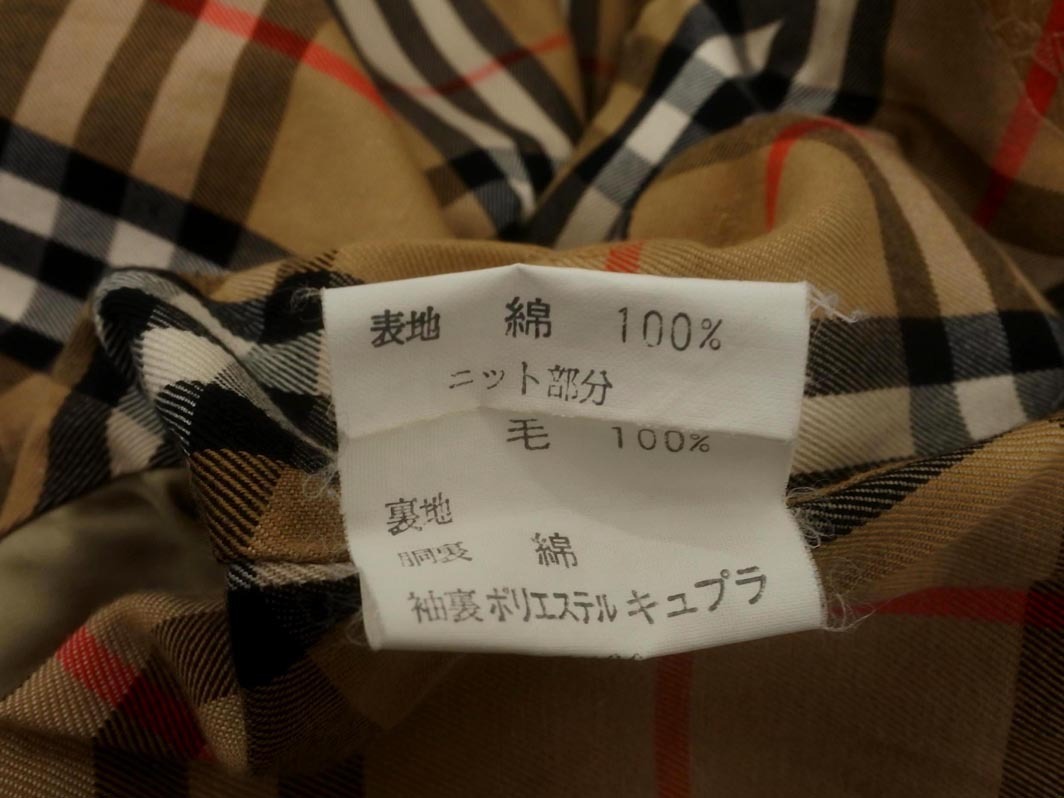 表地 綿 100%
ニット部分
毛 100%
裏地
胴裏 綿
袖裏 ポリエステル キュプラ